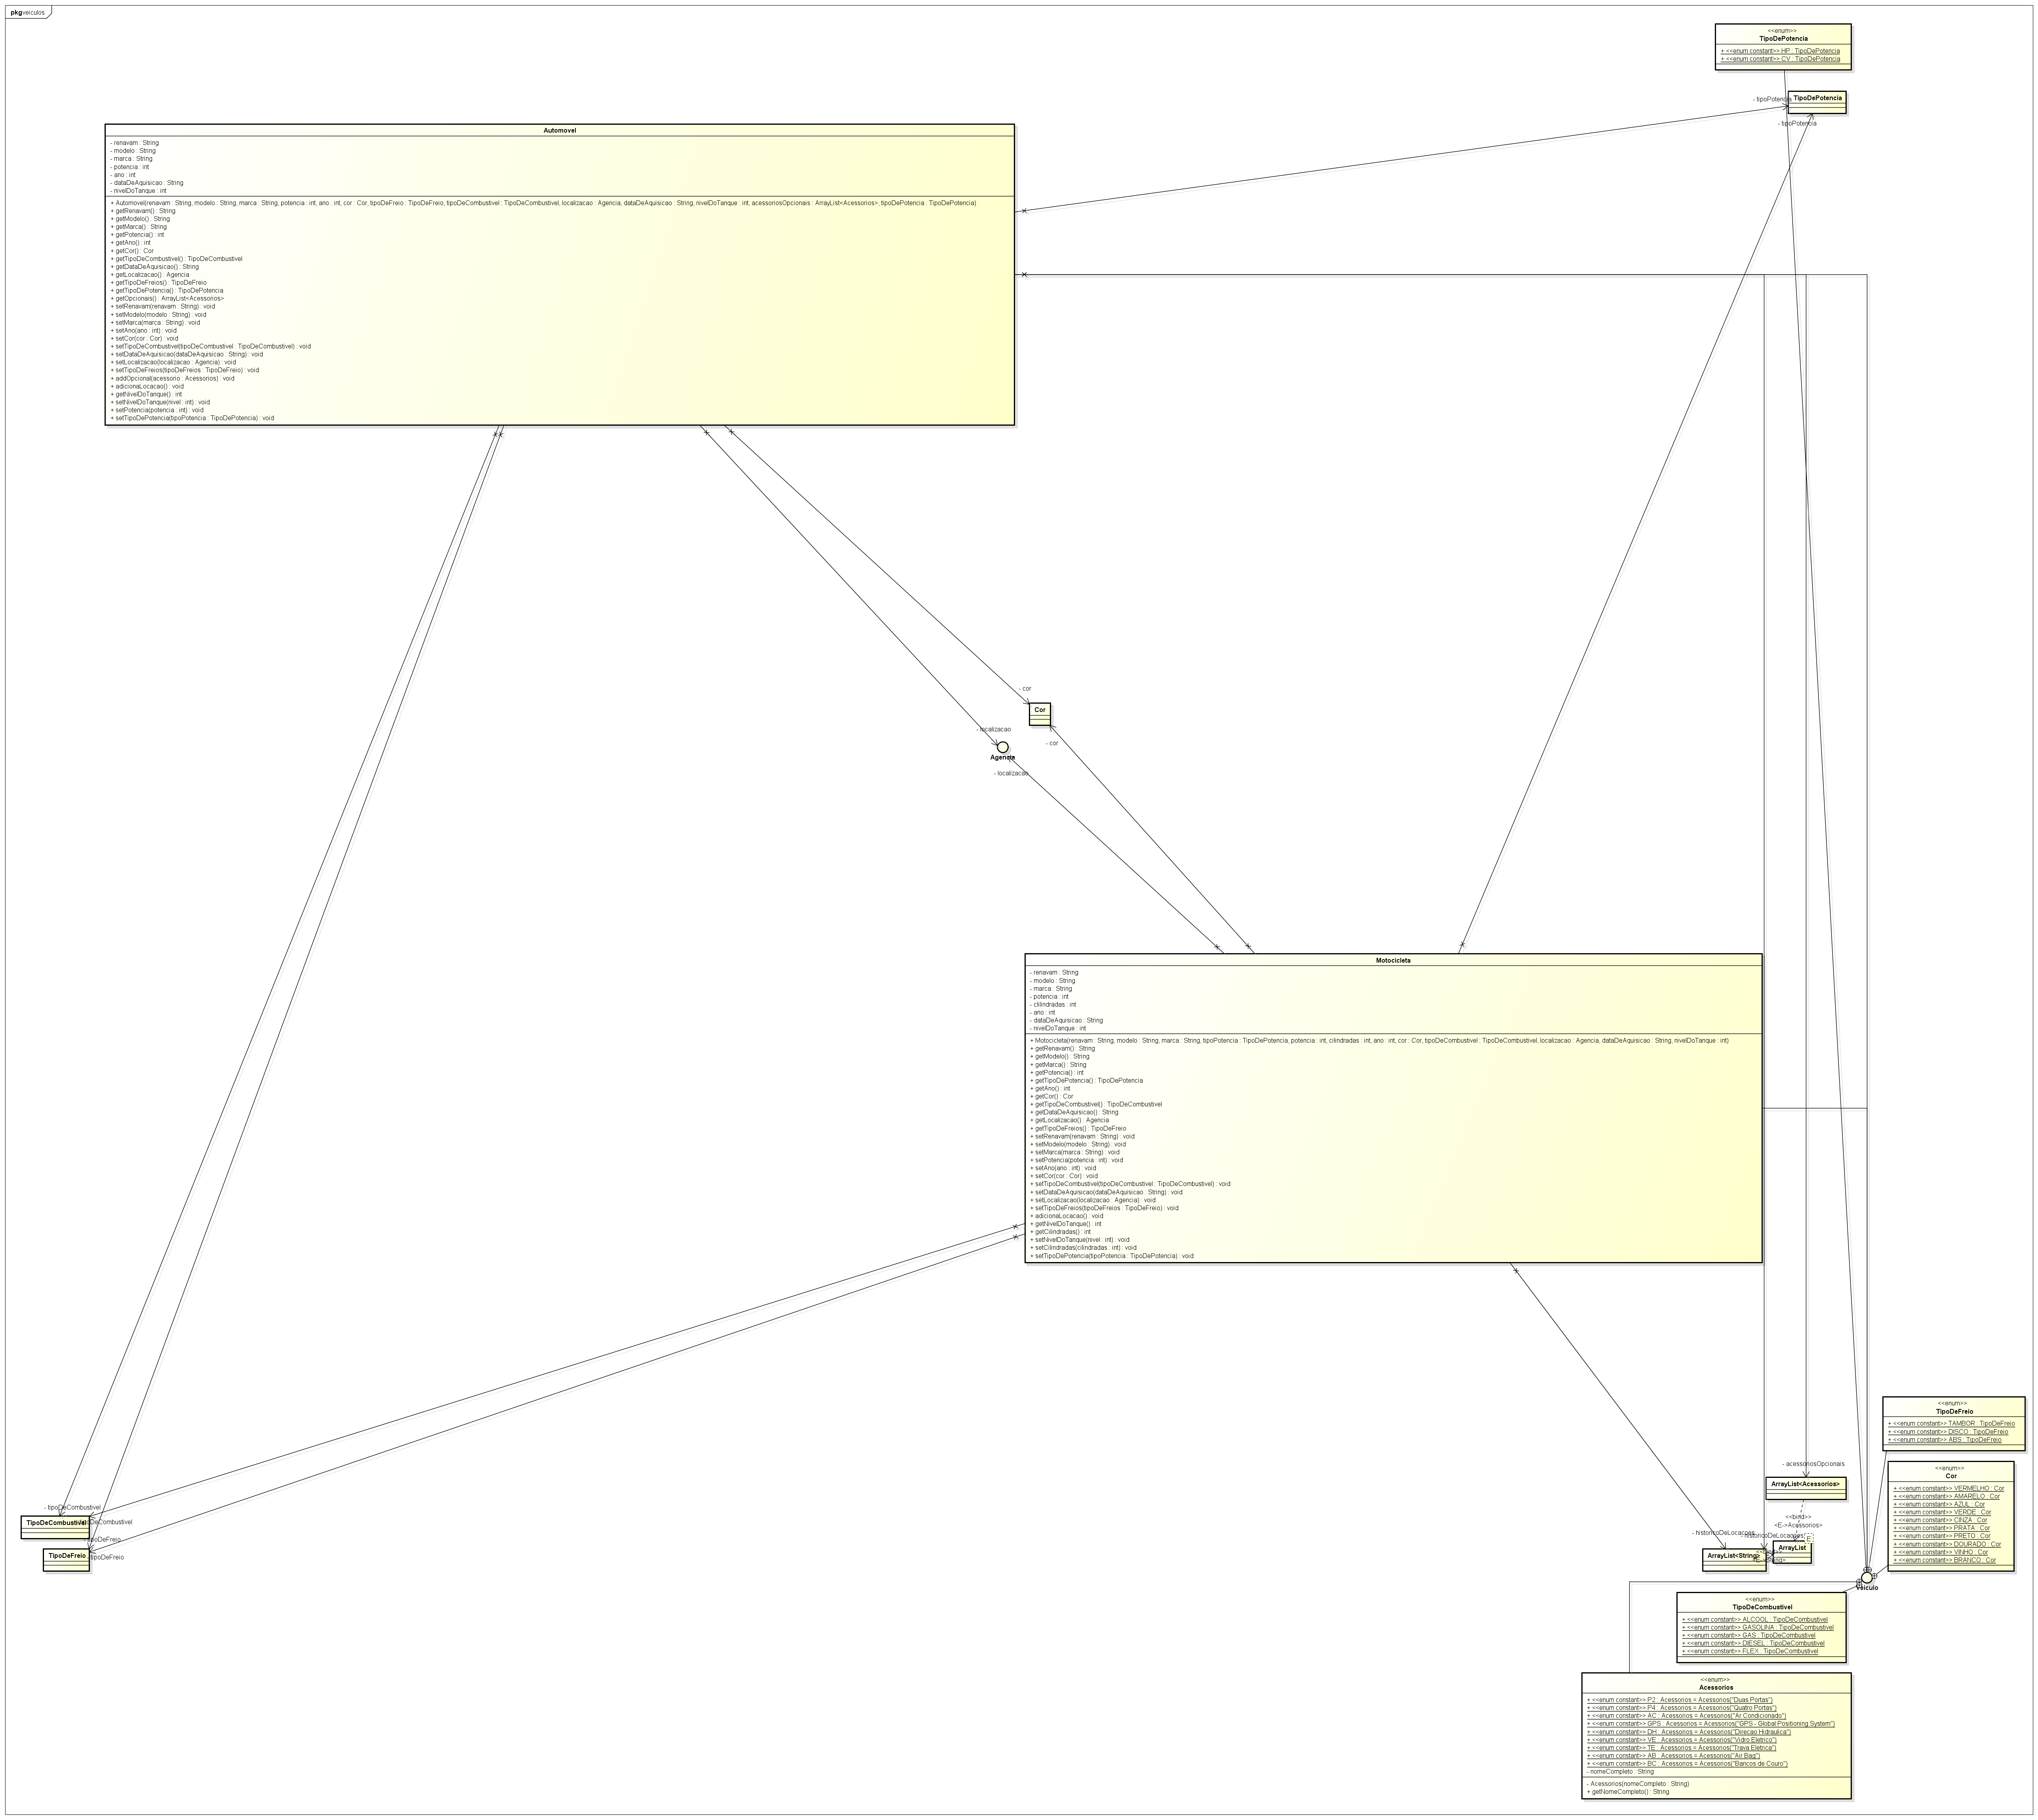 pkg veiculos
<<enum>>
TipoDePotencia
+ <<enum constant>> HP : TipoDePotencia
+ <<enum constant>> CV : TipoDePotencia
- tipoPotencia
TipoDePotencia
- tipoPotencia
Automovel
- renavam : String
- modelo : String
- marca : String
- potencia : int
- ano : int
- dataDeAquisicao : String
- nivelDoTanque : int
+ Automovel(renavam : String, modelo : String, marca : String, potencia : int, ano : int, cor : Cor, tipoDeFreio : TipoDeFreio, tipoDeCombustivel : TipoDeCombustivel, localizacao : Agencia, dataDeAquisicao : String, nivelDoTanque : int, acessoriosOpcionais : ArrayList<Acessorios>, tipoDePotencia : TipoDePotencia)
+ getRenavam() : String
+ getModelo() : String
+ getMarca() : String
+ getPotencia() : int
+ getAno() : int
+ getCor() : Cor
+ getTipoDeCombustivel() : TipoDeCombustivel
+ getDataDeAquisicao() : String
+ getLocalizacao() : Agencia
+ getTipoDeFreios() : TipoDeFreio
+ getTipoDePotencia() : TipoDePotencia
+ getOpcionais() : ArrayList<Acessorios>
+ setRenavam(renavam : String) : void
+ setModelo(modelo : String) : void
+ setMarca(marca : String) : void
+ setAno(ano : int) : void
+ setCor(cor : Cor) : void
+ setTipoDeCombustivel(tipoDeCombustivel : TipoDeCombustivel) : void
+ setDataDeAquisicao(dataDeAquisicao : String) : void
+ setLocalizacao(localizacao : Agencia) : void
+ setTipoDeFreios(tipoDeFreios : TipoDeFreio) : void
+ addOpcional(acessorio : Acessorios) : void
+ adicionaLocacao() : void
+ getNivelDoTanque() : int
+ setNivelDoTanque(nivel : int) : void
+ setPotencia(potencia : int) : void
+ setTipoDePotencia(tipoPotencia : TipoDePotencia) : void
- cor
Cor
- localizacao
- cor
Agencia
- localizacao
Motocicleta
- renavam : String
- modelo : String
- marca : String
- potencia : int
- clilindradas : int
- ano : int
- dataDeAquisicao : String
- nivelDoTanque : int
+ Motocicleta(renavam : String, modelo : String, marca : String, tipoPotencia : TipoDePotencia, potencia : int, cilindradas : int, ano : int, cor : Cor, tipoDeCombustivel : TipoDeCombustivel, localizacao : Agencia, dataDeAquisicao : String, nivelDoTanque : int)
+ getRenavam() : String
+ getModelo() : String
+ getMarca() : String
+ getPotencia() : int
+ getTipoDePotencia() : TipoDePotencia
+ getAno() : int
+ getCor() : Cor
+ getTipoDeCombustivel() : TipoDeCombustivel
+ getDataDeAquisicao() : String
+ getLocalizacao() : Agencia
+ getTipoDeFreios() : TipoDeFreio
+ setRenavam(renavam : String) : void
+ setModelo(modelo : String) : void
+ setMarca(marca : String) : void
+ setPotencia(potencia : int) : void
+ setAno(ano : int) : void
+ setCor(cor : Cor) : void
+ setTipoDeCombustivel(tipoDeCombustivel : TipoDeCombustivel) : void
+ setDataDeAquisicao(dataDeAquisicao : String) : void
+ setLocalizacao(localizacao : Agencia) : void
+ setTipoDeFreios(tipoDeFreios : TipoDeFreio) : void
+ adicionaLocacao() : void
+ getNivelDoTanque() : int
+ getCilindradas() : int
+ setNivelDoTanque(nivel : int) : void
+ setCilindradas(cilindradas : int) : void
+ setTipoDePotencia(tipoPotencia : TipoDePotencia) : void
<<enum>>
TipoDeFreio
+ <<enum constant>> TAMBOR : TipoDeFreio
+ <<enum constant>> DISCO : TipoDeFreio
+ <<enum constant>> ABS : TipoDeFreio
- acessoriosOpcionais
ArrayList<Acessorios>
<<bind>>
<E->Acessorios>
<<enum>>
Cor
+ <<enum constant>> VERMELHO : Cor
+ <<enum constant>> AMARELO : Cor
+ <<enum constant>> AZUL : Cor
+ <<enum constant>> VERDE : Cor
+ <<enum constant>> CINZA : Cor
+ <<enum constant>> PRATA : Cor
+ <<enum constant>> PRETO : Cor
+ <<enum constant>> DOURADO : Cor
+ <<enum constant>> VINHO : Cor
+ <<enum constant>> BRANCO : Cor
- tipoDeCombustivel
TipoDeCombustivel
TipoDeFreio
- tipoDeFreio
- historicoDeLocacoes
- historicoDeLocacoes
E
ArrayList
ArrayList<String>
Veiculo
<<enum>>
TipoDeCombustivel
+ <<enum constant>> ALCOOL : TipoDeCombustivel
+ <<enum constant>> GASOLINA : TipoDeCombustivel
+ <<enum constant>> GAS : TipoDeCombustivel
+ <<enum constant>> DIESEL : TipoDeCombustivel
+ <<enum constant>> FLEX : TipoDeCombustivel
<<enum>>
Acessorios
+ <<enum constant>> P2 : Acessorios = Acessorios("Duas Portas")
+ <<enum constant>> P4 : Acessorios = Acessorios("Quatro Portas")
+ <<enum constant>> AC : Acessorios = Acessorios("Ar Condicionado")
+ <<enum constant>> GPS : Acessorios = Acessorios("GPS - Global Positioning System")
+ <<enum constant>> DH : Acessorios = Acessorios("Direcao Hidraulica")
+ <<enum constant>> VE : Acessorios = Acessorios("Vidro Eletrico")
+ <<enum constant>> TE : Acessorios = Acessorios("Trava Eletrica")
+ <<enum constant>> AB : Acessorios = Acessorios("Air Bag")
+ <<enum constant>> BC : Acessorios = Acessorios("Bancos de Couro")
- nomeCompleto : String
- Acessorios(nomeCompleto : String)
+ getNomeCompleto() : String